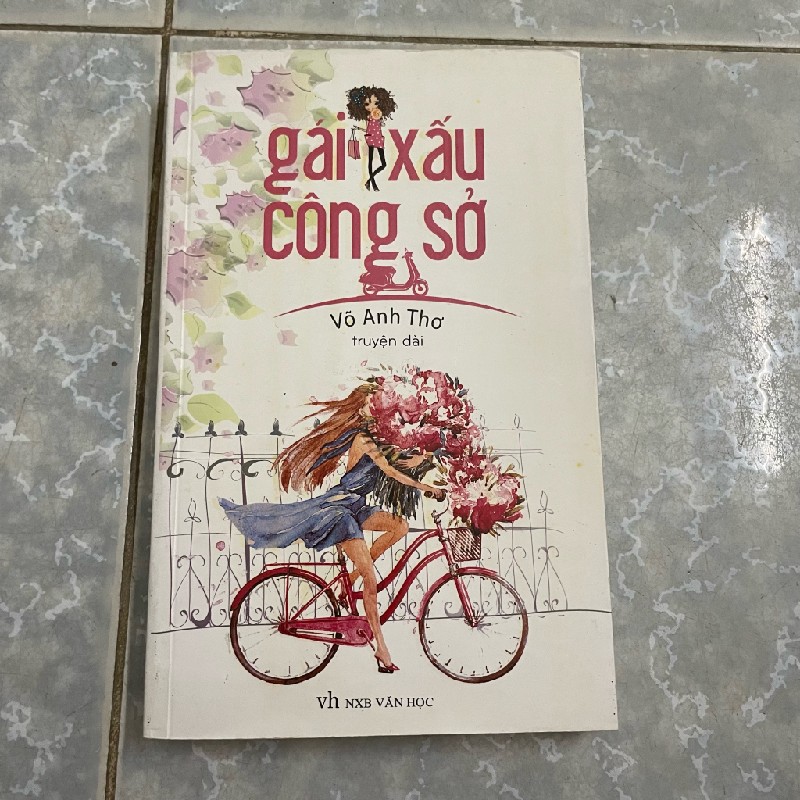 gái xấu
công sở
Võ Anh Thơ
truyện dài
vh NXB VĂN HỌC